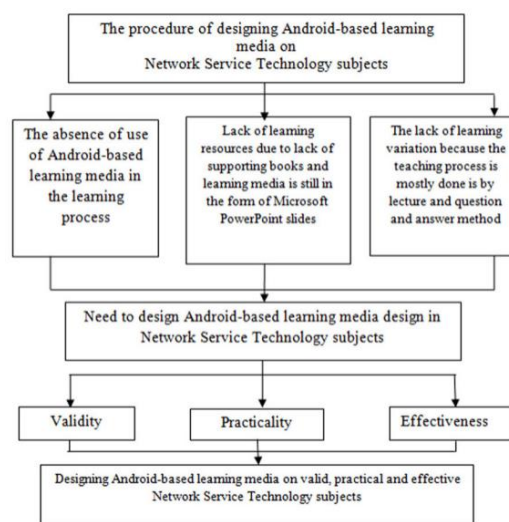 The procedure of designing Android-based learning
media on
Network Service Technology subjects
The absence of use
of Android-based
learning media in
the learning
process
Lack of learning
resources due to lack of
supporting books and
learning media is still in
the form of Microsoft
PowerPoint slides
The lack of learning
variation because the
teaching process is
mostly done is by
lecture and question
and answer method
Need to design Android-based learning media design in
Network Service Technology subjects
Validity
Practicality
Effectiveness
Designing Android-based learning media on valid, practical and effective
Network Service Technology subjects